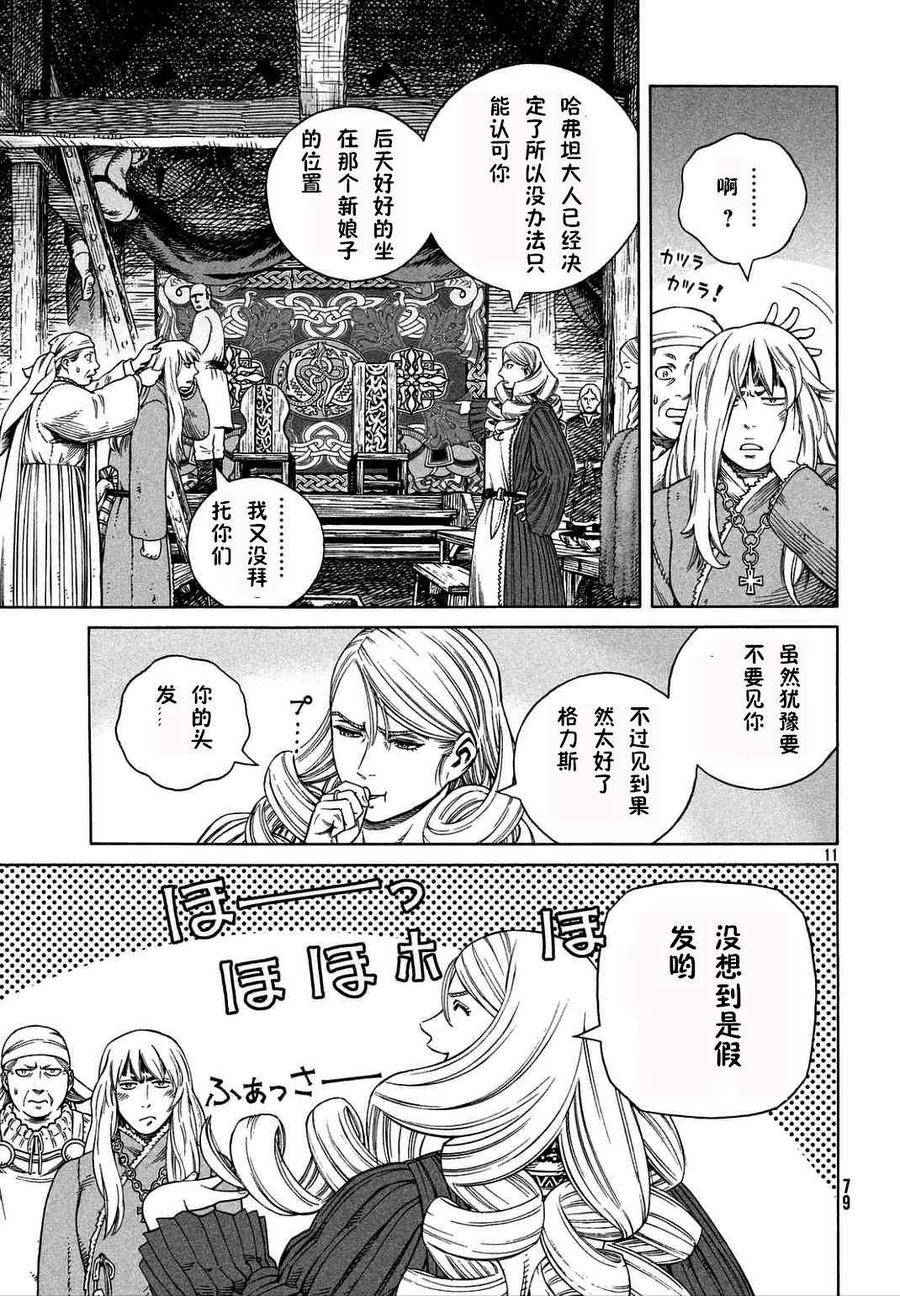 ……
啊
?
カツラ
カツラ!
哈弗坦大人已经决
定了所以没办法只
能认可你
后天好好的坐
在那个新娘子
的位置
……
我又没拜
托你们
虽然犹豫要
不要见你
不过见到果
然太好了
格力斯
プ…
你的头
发…
11
没想到是假
发哟
ほーーっ
ほ
ほほホ
ふぁっさー
79